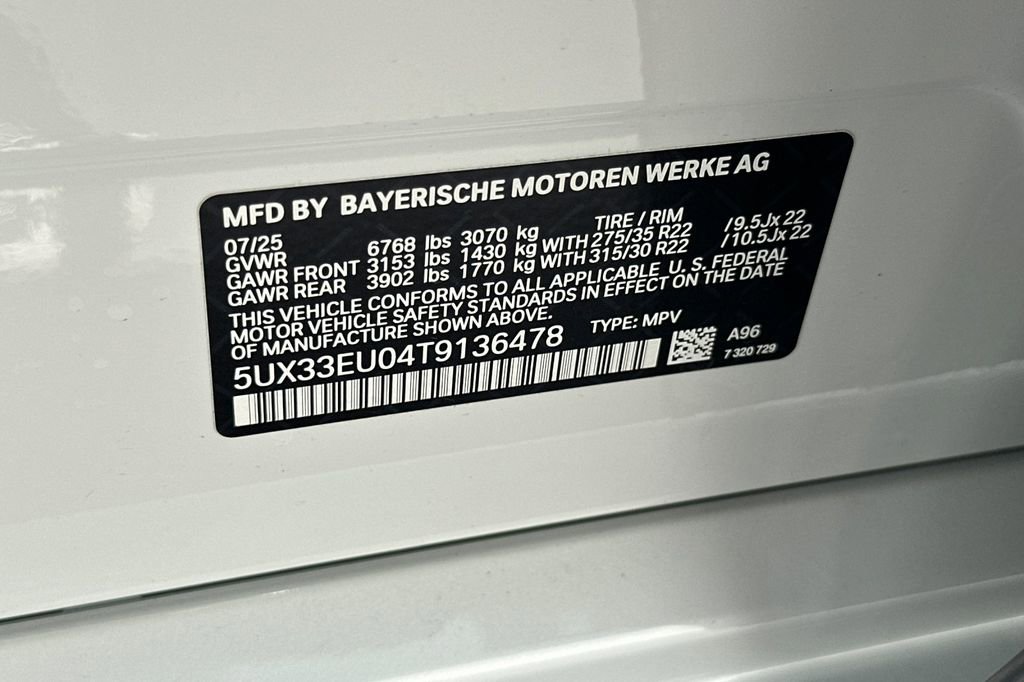 MFD BY BAYERISCHE MOTOREN WERKE AG
07/25 TIRE / RIM
GVWR 6768 lbs 3070 kg
GAWR FRONT 3153 lbs 1430 kg WITH 275/35 R22 /9.5Jx 22
GAWR REAR 3902 lbs 1770 kg WITH 315/30 R22 /10.5Jx 22
THIS VEHICLE CONFORMS TO ALL APPLICABLE U. S. FEDERAL
MOTOR VEHICLE SAFETY STANDARDS IN EFFECT ON THE DATE
OF MANUFACTURE SHOWN ABOVE.
5UX33EU04T9136478 TYPE: MPV
A96
7 320 729